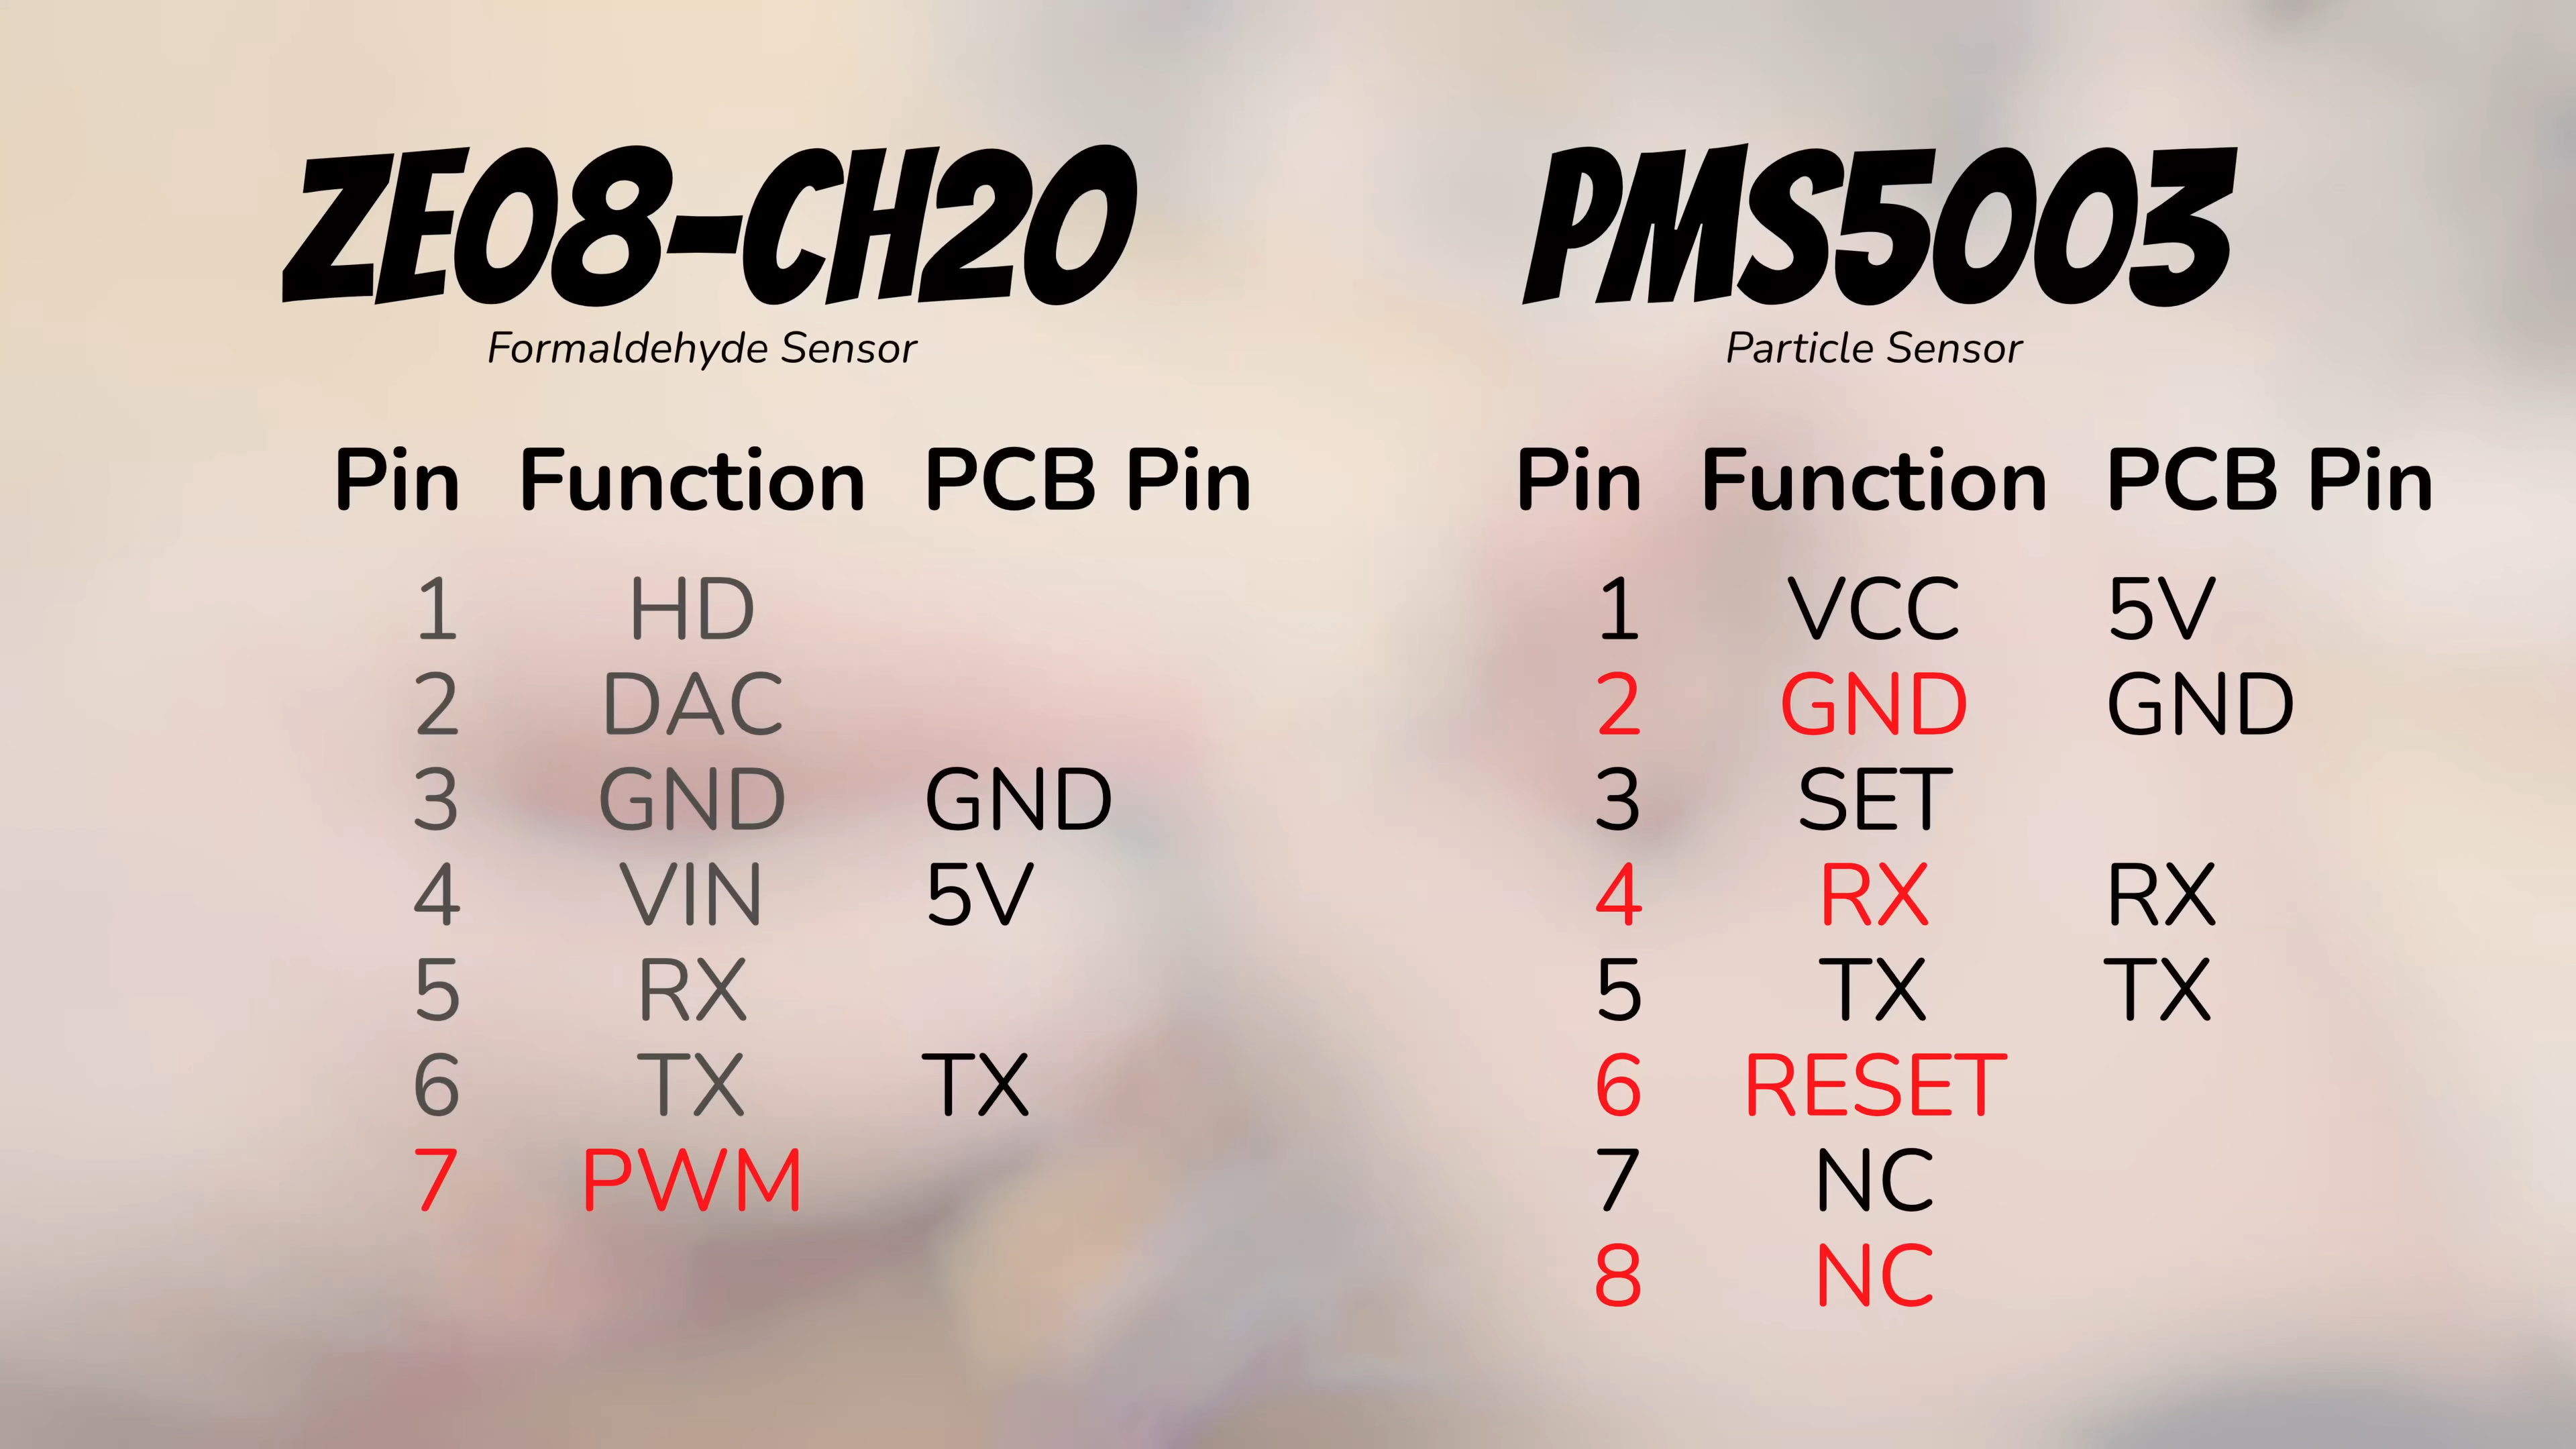 ZE08-CH20
Formaldehyde Sensor
Pin Function PCB Pin
1 HD
2 DAC
3 GND GND
4 VIN 5V
5 RX
6 TX TX
7 PWM
PMS5003
Particle Sensor
Pin Function PCB Pin
1 VCC 5V
2 GND GND
3 SET
4 RX RX
5 TX TX
6 RESET
7 NC
8 NC